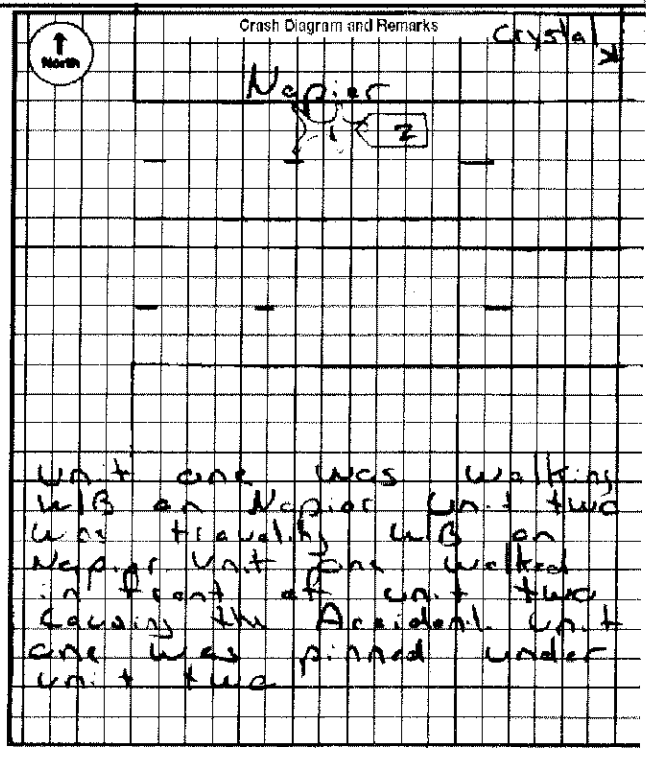 Crash Diagram and Remarks
Crystal
North
Napier
1 2
Unit one was walking
WB on Napier Unit two
was traveling WB on
Napier. Unit one walked
in front of unit two
Causing the Accident. Unit
one was pinned under
unit two